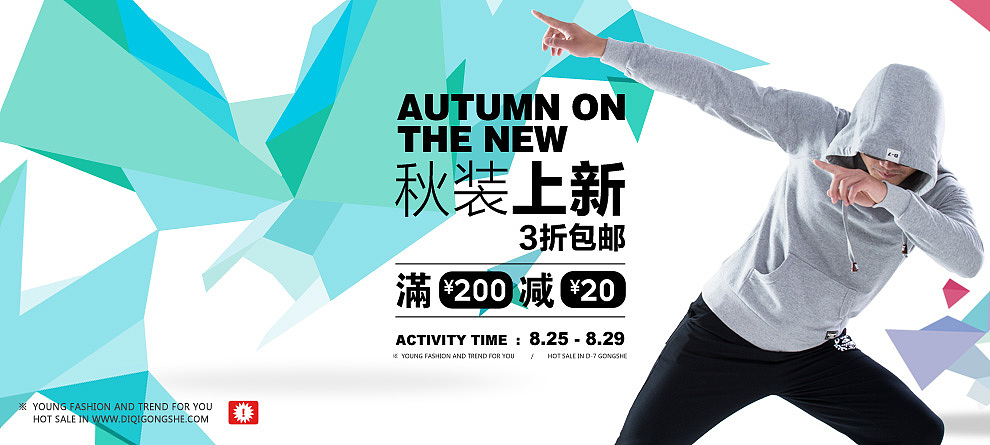 AUTUMN ON
THE NEW
秋装上新
3折包邮
滿 ¥200 减 ¥20
ACTIVITY TIME : 8.25 - 8.29
※ YOUNG FASHION AND TREND FOR YOU / HOT SALE IN D-7 GONGSHE
※ YOUNG FASHION AND TREND FOR YOU
HOT SALE IN WWW.DIQIGONGSHE.COM